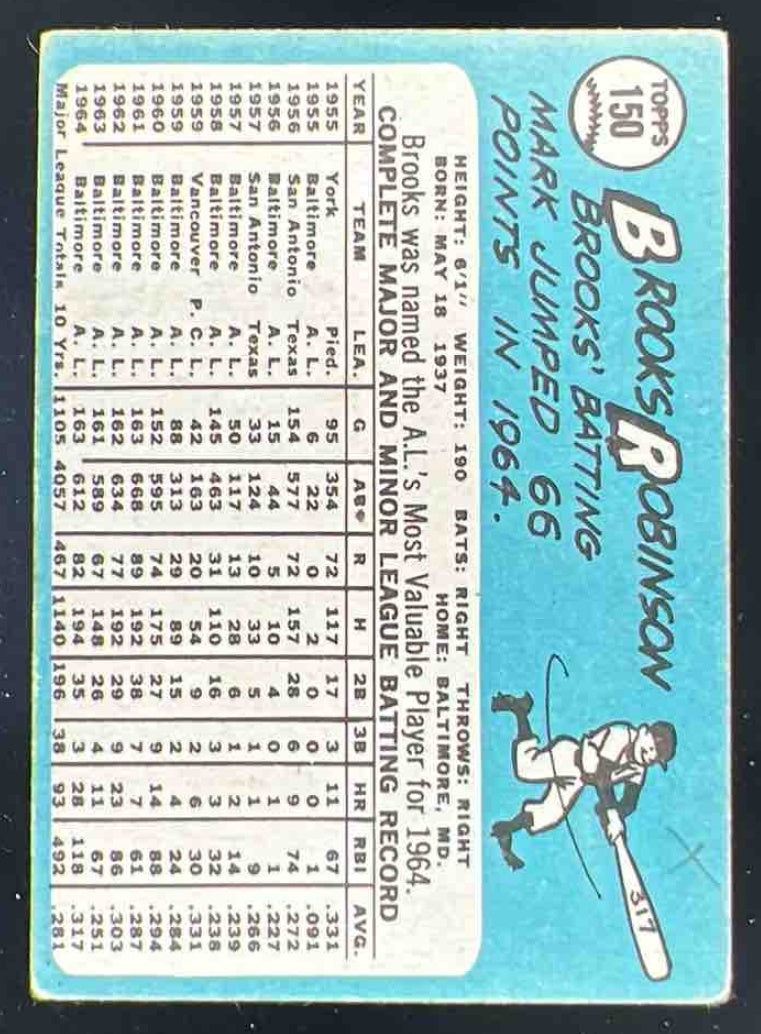 TOPPS
150
BROOKS ROBINSON
BROOKS' BATTING
MARK JUMPED 66
POINTS IN 1964.
317
HEIGHT: 6/1" WEIGHT: 190 BATS: RIGHT THROWS: RIGHT
BORN: MAY 18 1937 HOME: BALTIMORE, MD.
Brooks was named the A.L.'s Most Valuable Player for 1964.
COMPLETE MAJOR AND MINOR LEAGUE BATTING RECORD
YEAR TEAM LEA. G AB R H 2B 3B HR RBI AVG.
1955 York Pied. 95 354 72 117 17 3 11 67 .331
1955 Baltimore A. L. 6 22 0 2 0 0 0 1 .091
1956 San Antonio Texas 154 577 72 157 28 6 9 74 .272
1956 Baltimore A. L. 15 44 5 10 4 0 1 1 .227
1957 San Antonio Texas 33 124 10 33 5 1 1 9 .266
1957 Baltimore A. L. 50 117 13 28 6 1 2 14 .239
1958 Baltimore A. L. 145 463 31 110 16 3 3 32 .238
1959 Vancouver P. C. L. 42 163 20 54 9 2 6 30 .331
1959 Baltimore A. L. 88 313 29 89 15 2 4 24 .284
1960 Baltimore A. L. 152 595 74 175 27 9 14 88 .294
1961 Baltimore A. L. 163 668 89 192 38 7 7 61 .287
1962 Baltimore A. L. 162 634 77 192 29 9 23 86 .303
1963 Baltimore A. L. 161 589 67 148 26 4 11 67 .251
1964 Baltimore A. L. 163 612 82 194 35 3 28 118 .317
Major League Totals 10 Yrs. 1105 4057 467 1140 196 38 93 492 .281